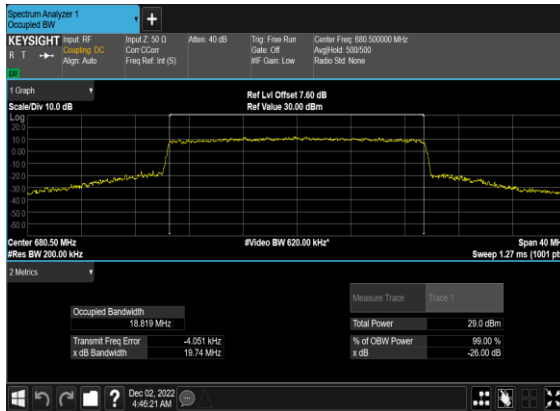 Spectrum Analyzer 1
Occupied BW
+
KEYSIGHT Input: RF Input Z: 50 Ω Atten: 40 dB Trig: Free Run Center Freq: 680.500000 MHz
R T Coupling: DC Corr CCorr Gate: Off Avg|Hold: 500/500
Align: Auto Freq Ref: Int (S) #IF Gain: Low Radio Std: None
LXI
1 Graph
Scale/Div 10.0 dB Ref Lvl Offset 7.60 dB
Ref Value 30.00 dBm
Log
20.0
10.0
0.00
-10.0
-20.0
-30.0
-40.0
-50.0
-60.0
Center 680.50 MHz #Video BW 620.00 kHz* Span 40 MH
#Res BW 200.00 kHz Sweep 1.27 ms (1001 pt
2 Metrics
Measure Trace Trace 1
Occupied Bandwidth
18.819 MHz Total Power 29.0 dBm
Transmit Freq Error -4.051 kHz % of OBW Power 99.00 %
x dB Bandwidth 19.74 MHz x dB -26.00 dB
? Dec 02, 2022
4:46:21 AM